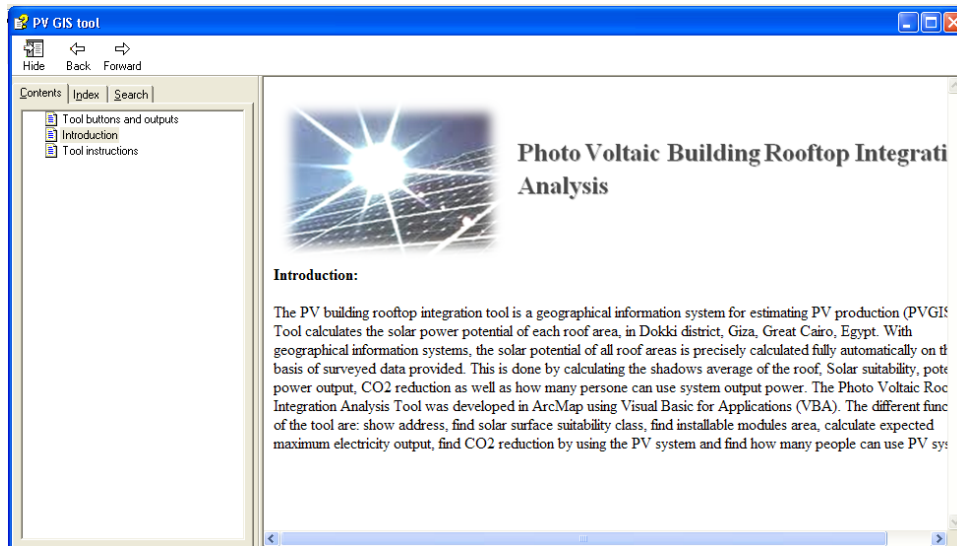 PV GIS tool
Hide Back Forward
Contents Index Search
Tool buttons and outputs
Introduction
Tool instructions
Photo Voltaic Building Rooftop
Analysis
Introduction:
The PV building rooftop integration tool is a geographical information system for estimating PV production
Tool calculates the solar power potential of each roof area, in Dokki district, Giza, Great Cairo, Egypt. With
geographical information systems, the solar potential of all roof areas is precisely calculated fully automatically on
basis of surveyed data provided. This is done by calculating the shadows average of the roof, Solar suitability,
power output, CO2 reduction as well as how many persone can use system output power. The Photo Voltaic
Integration Analysis Tool was developed in ArcMap using Visual Basic for Applications (VBA). The different
of the tool are: show address, find solar surface suitability class, find installable modules area, calculate expected
maximum electricity output, find CO2 reduction by using the PV system and find how many people can use PV